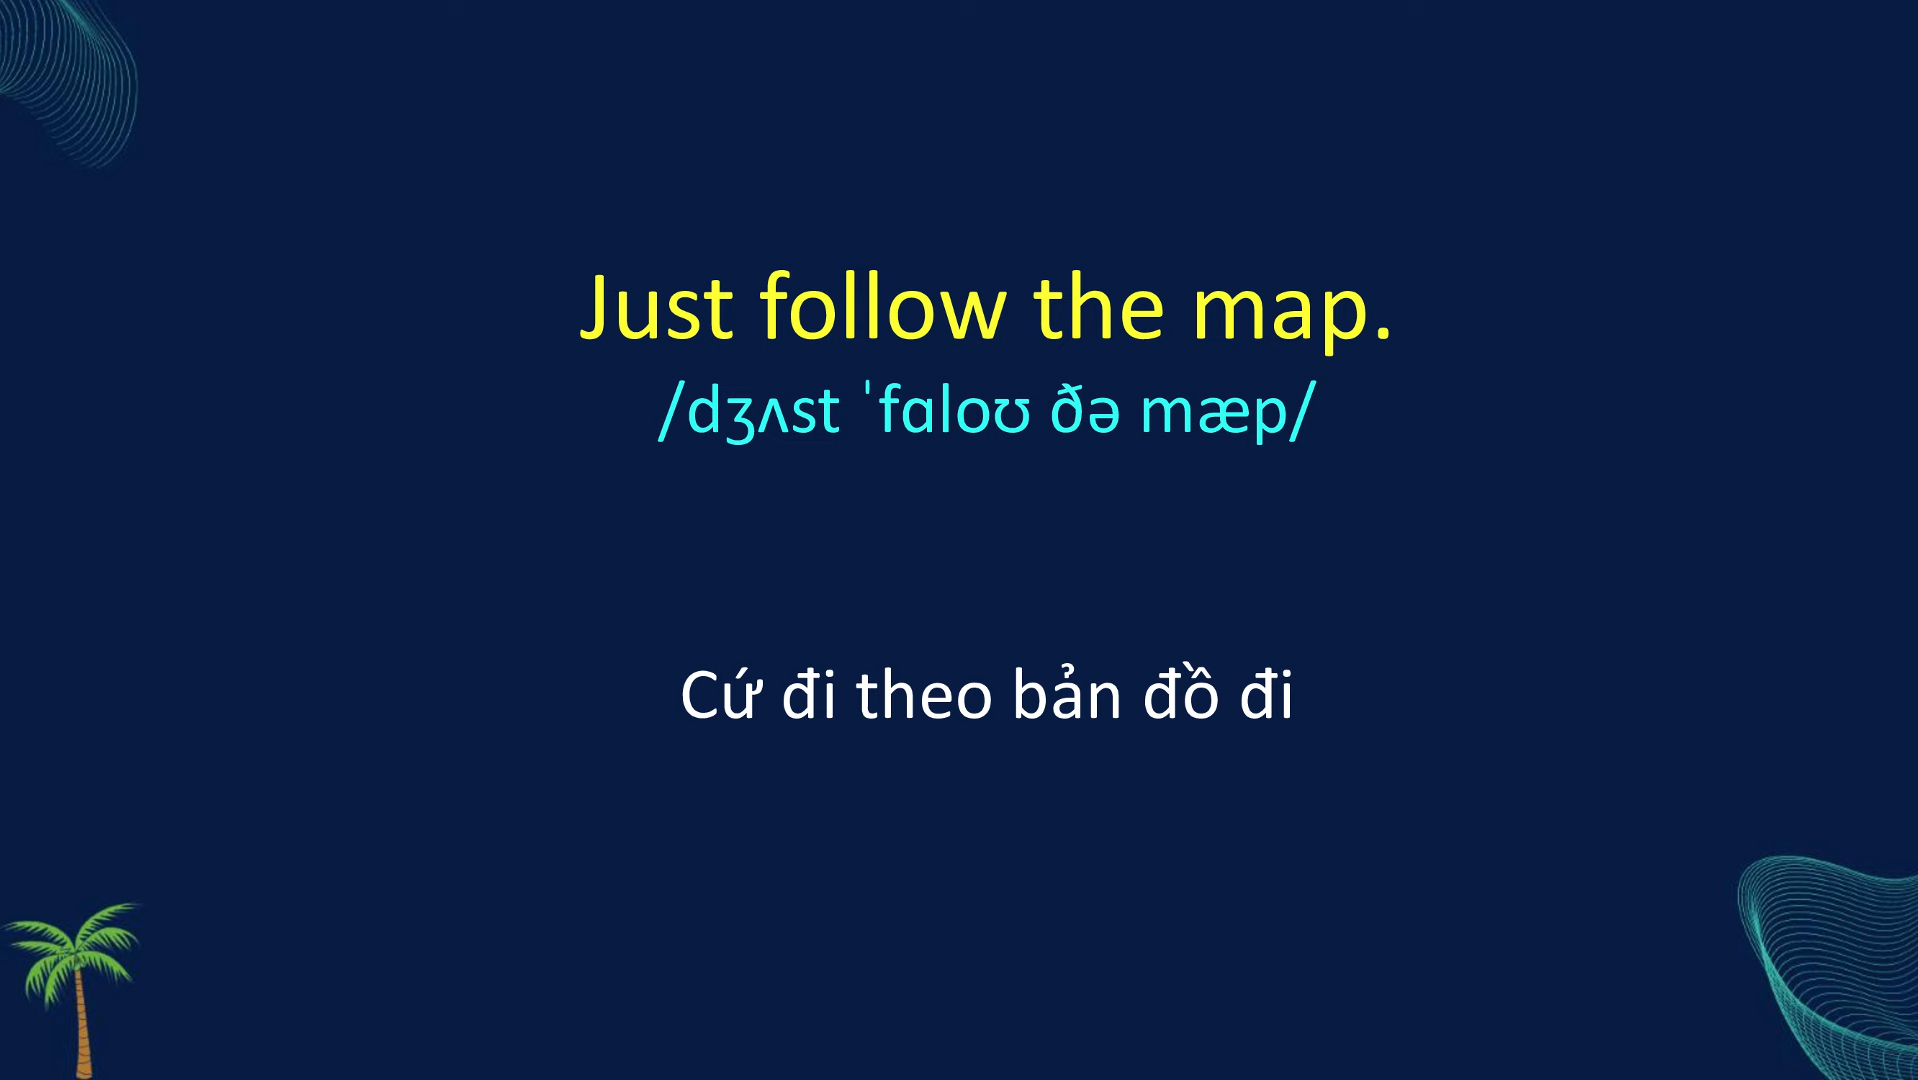 Just follow the map.
/dʒʌst ˈfɑloʊ ðə mæp/
Cứ đi theo bản đồ đi